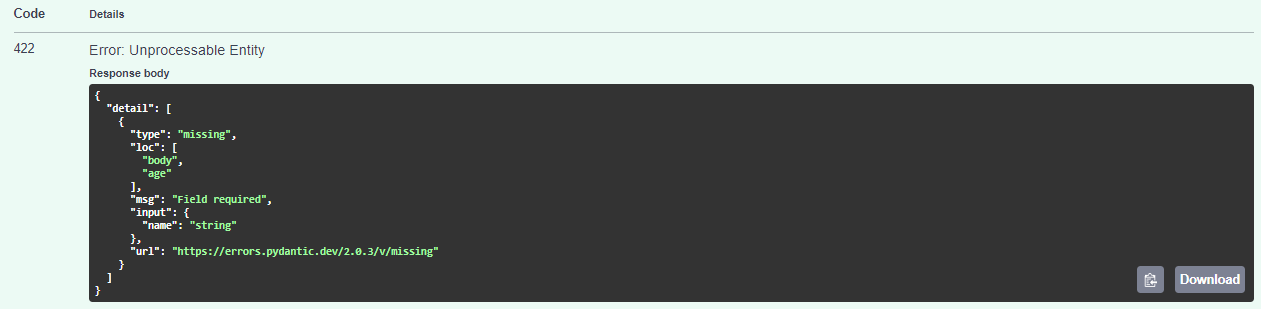 Code Details
422 Error: Unprocessable Entity
Response body
{
  "detail": [
    {
      "type": "missing",
      "loc": [
        "body",
        "age"
      ],
      "msg": "Field required",
      "input": {
        "name": "string"
      },
      "url": "https://errors.pydantic.dev/2.0.3/v/missing"
    }
  ]
}
Download